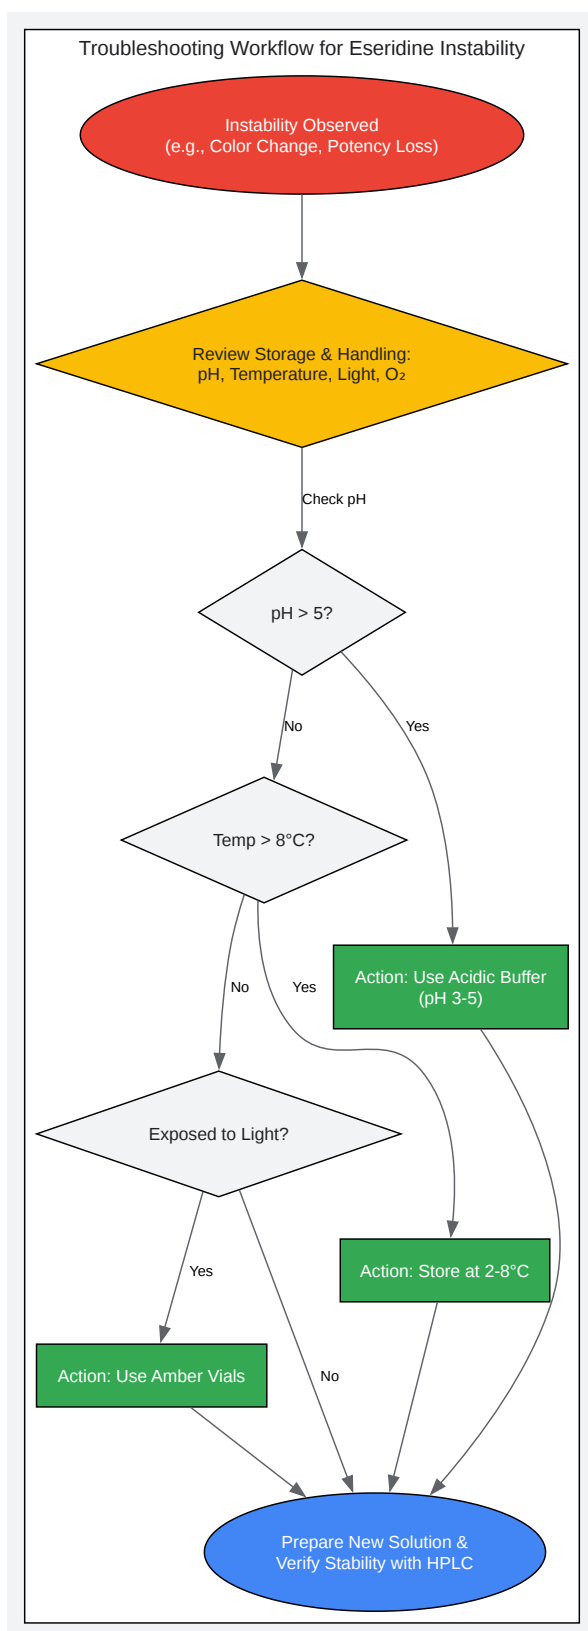 Troubleshooting Workflow for Eseridine Instability
Instability Observed
(e.g., Color Change, Potency Loss)
Review Storage & Handling:
pH, Temperature, Light, O₂
Check pH
pH > 5?
No
Yes
Temp > 8°C?
Action: Use Acidic Buffer
(pH 3-5)
No
Yes
Exposed to Light?
Yes
Action: Store at 2-8°C
Action: Use Amber Vials
No
Prepare New Solution &
Verify Stability with HPLC